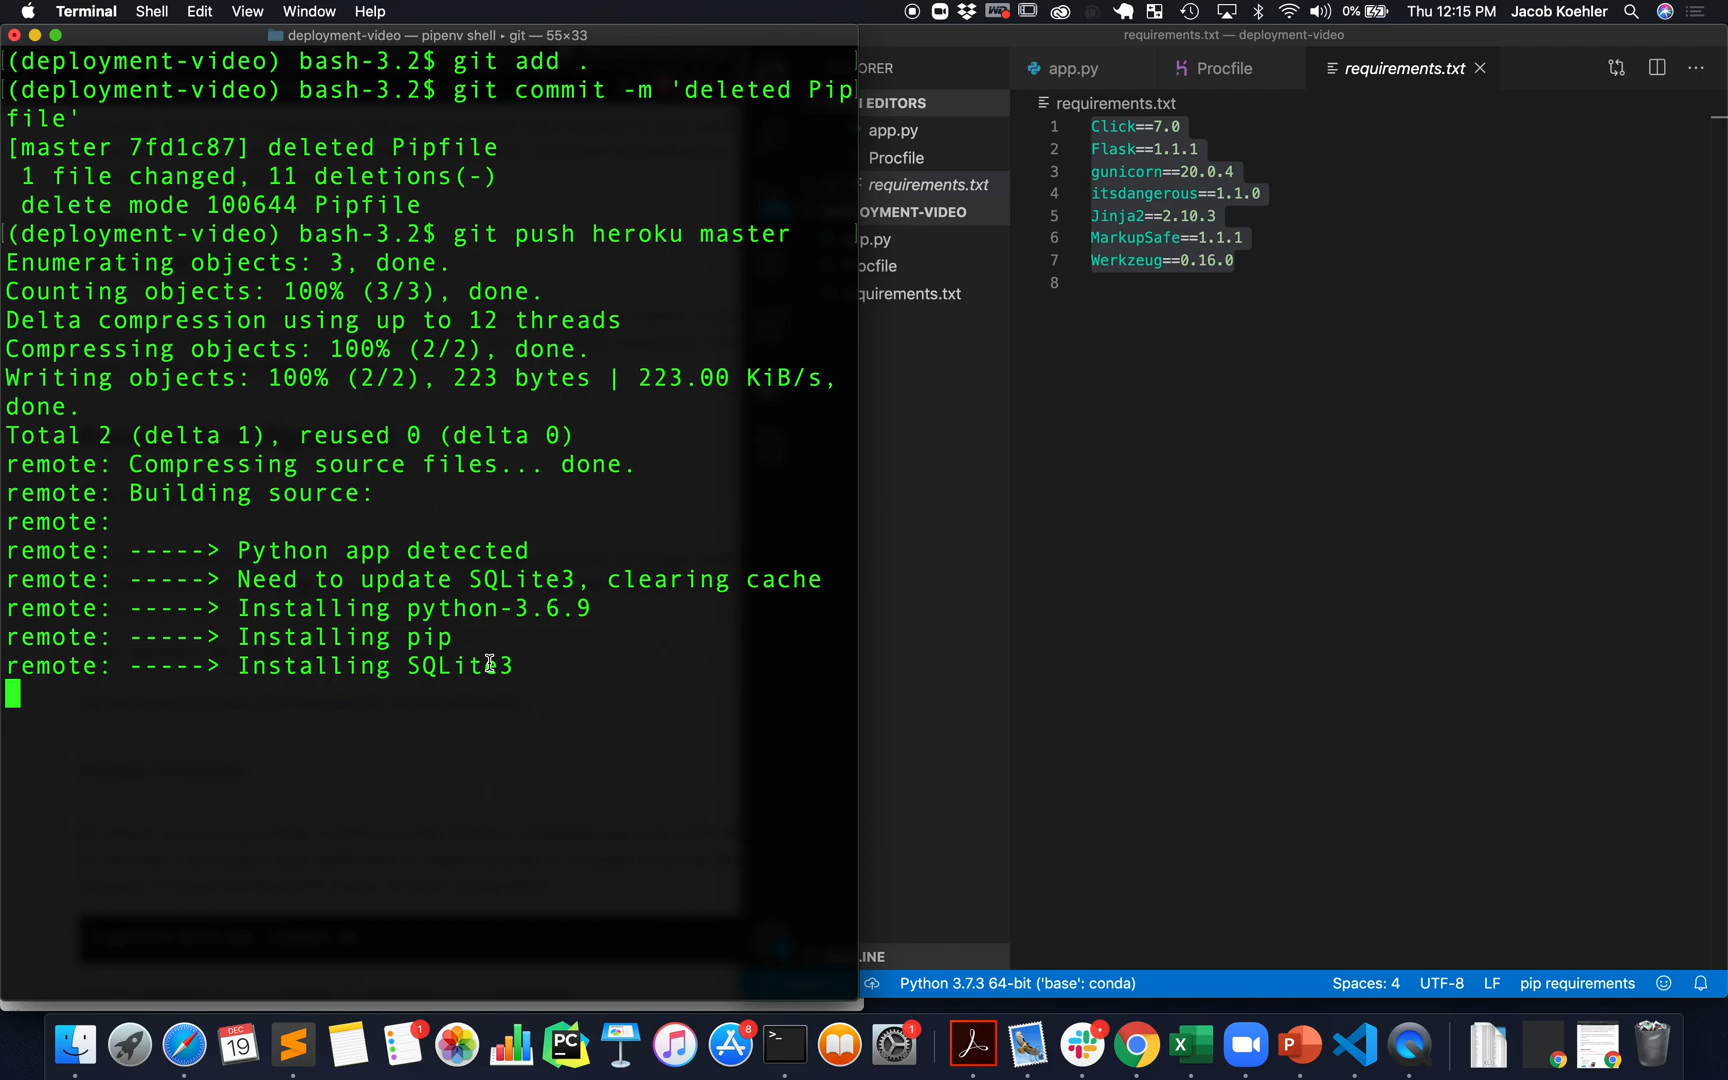 Terminal Shell Edit View Window Help
0% Thu 12:15 PM Jacob Koehler
deployment-video — pipenv shell ▸ git — 55×33
(deployment-video) bash-3.2$ git add .
(deployment-video) bash-3.2$ git commit -m 'deleted Pip
file'
[master 7fd1c87] deleted Pipfile
1 file changed, 11 deletions(-)
delete mode 100644 Pipfile
(deployment-video) bash-3.2$ git push heroku master
Enumerating objects: 3, done.
Counting objects: 100% (3/3), done.
Delta compression using up to 12 threads
Compressing objects: 100% (2/2), done.
Writing objects: 100% (2/2), 223 bytes | 223.00 KiB/s,
done.
Total 2 (delta 1), reused 0 (delta 0)
remote: Compressing source files... done.
remote: Building source:
remote:
remote: -----> Python app detected
remote: -----> Need to update SQLite3, clearing cache
remote: -----> Installing python-3.6.9
remote: -----> Installing pip
remote: -----> Installing SQLite3
requirements.txt — deployment-video
ORER
I EDITORS
app.py
Procfile
requirements.txt
OYMENT-VIDEO
p.py
ocfile
quirements.txt
INE
app.py Procfile requirements.txt
requirements.txt
1 Click==7.0
2 Flask==1.1.1
3 gunicorn==20.0.4
4 itsdangerous==1.1.0
5 Jinja2==2.10.3
6 MarkupSafe==1.1.1
7 Werkzeug==0.16.0
8
Python 3.7.3 64-bit ('base': conda) Spaces: 4 UTF-8 LF pip requirements
DEC
19
1
PC
8
1